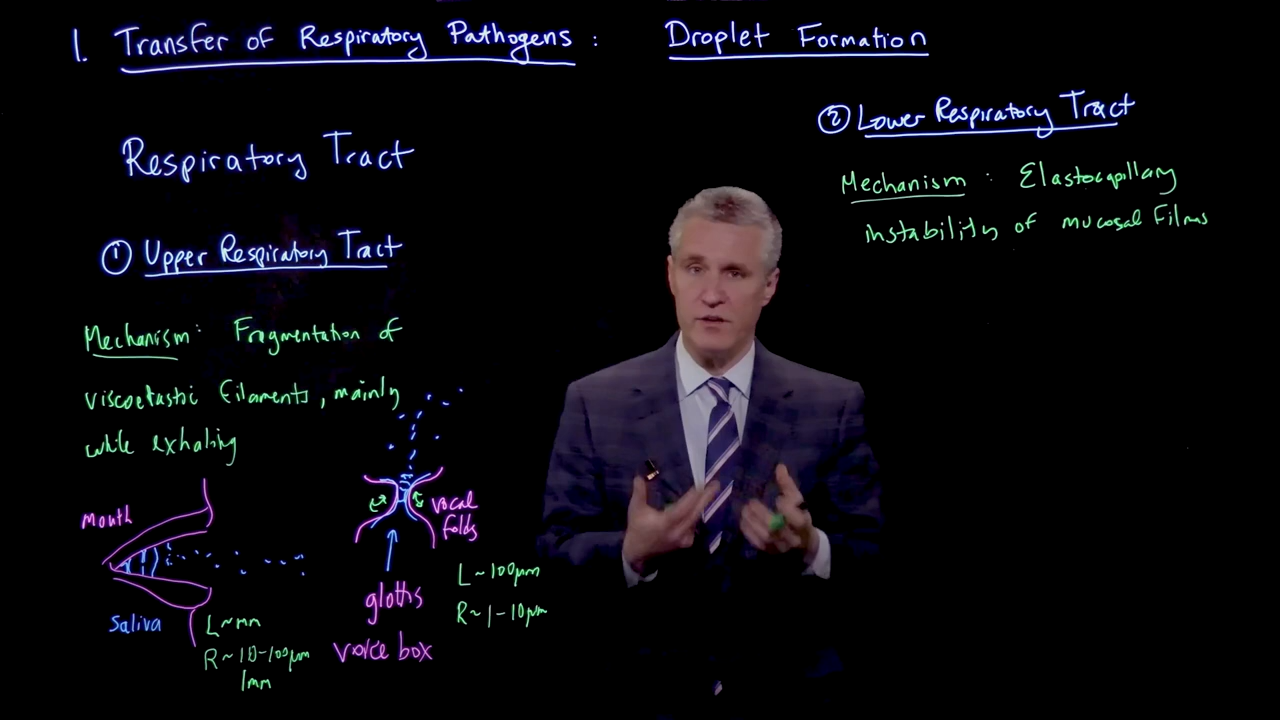 1. Transfer of Respiratory Pathogens : Droplet Formation
Respiratory Tract
① Upper Respiratory Tract
Mechanism: Fragmentation of
viscoelastic filaments, mainly
while exhaling
Mouth
Saliva
L~mm
R~10-100μm
1mm
vocal
folds
glottis
voice box
L~100μm
R~1-10μm
② Lower Respiratory Tract
Mechanism : Elastocapillary
instability of mucosal films